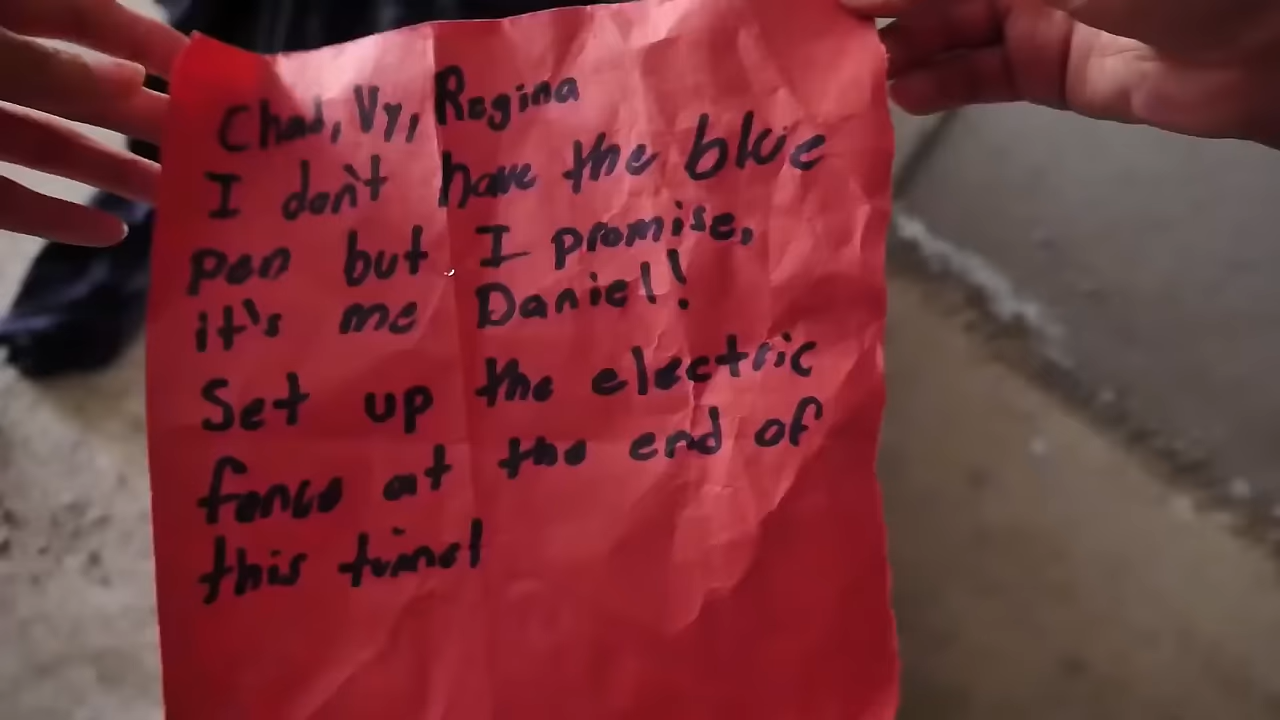 Chad, Vy, Regina
I don't have the blue
pen but I promise,
it's me Daniel!
Set up the electric
fence at the end of
this tunnel